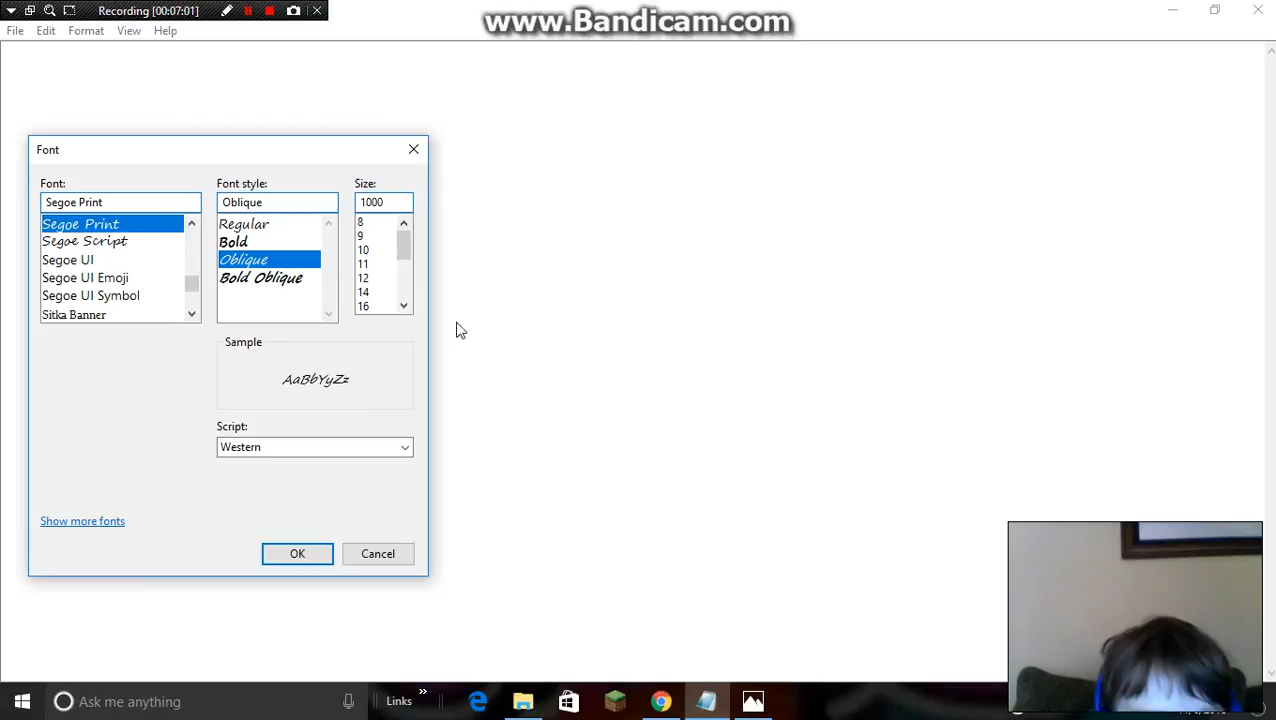 Recording [00:07:01]
www.Bandicam.com
File Edit Format View Help
Font
Font: Font style: Size:
Segoe Print Oblique 1000
Segoe Print Regular 8
Segoe Script Bold 9
Segoe UI Oblique 10
Segoe UI Emoji Bold Oblique 11
Segoe UI Symbol 12
Sitka Banner 14
16
Sample
AaBbYyZz
Script:
Western
Show more fonts
OK Cancel
Ask me anything Links